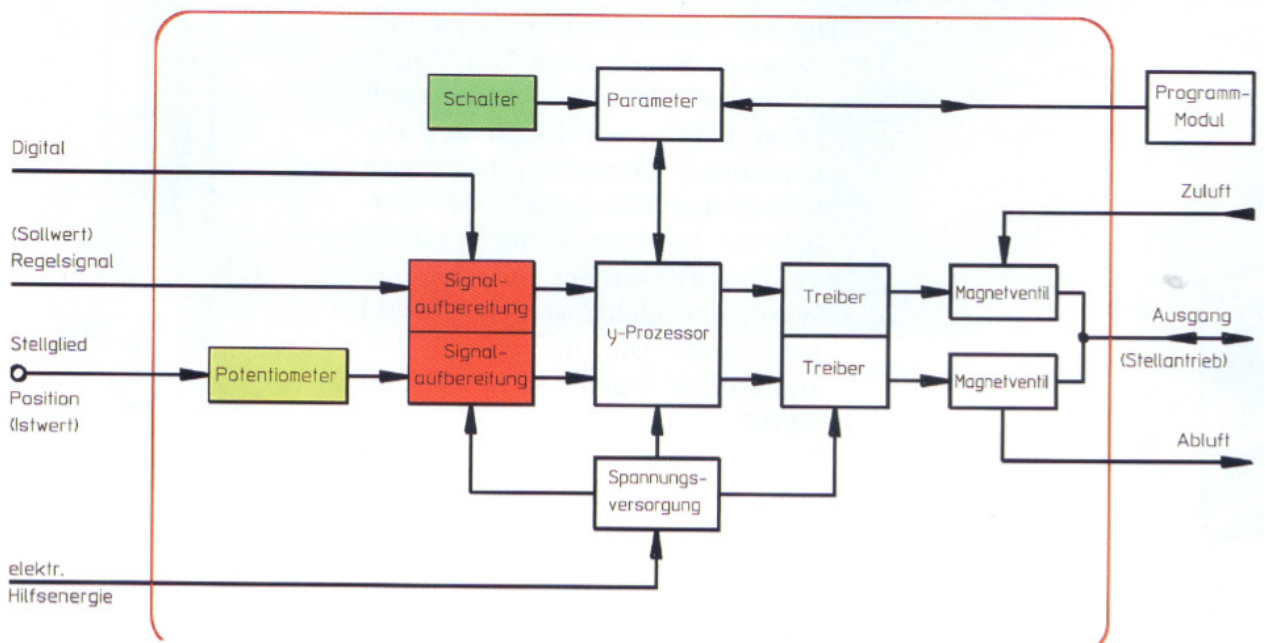 Schalter
Parameter
Programm-
Modul
Digital
Zuluft
(Sollwert)
Regelsignal
Signal-
aufbereitung
Signal-
aufbereitung
y-Prozessor
Treiber
Treiber
Magnetventil
Magnetventil
Ausgang
(Stellantrieb)
Stellglied
Position
(Istwert)
Potentiometer
Abluft
Spannungs-
versorgung
elektr.
Hilfsenergie